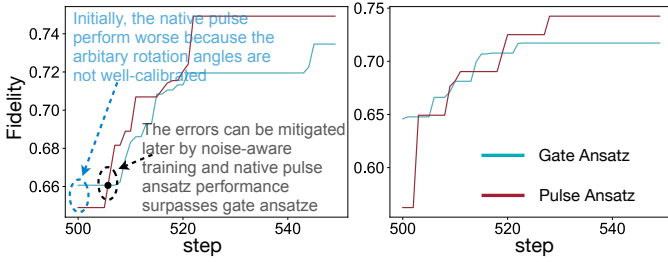 Initially, the native pulse
perform worse because the
arbitary rotation angles are
not well-calibrated
The errors can be mitigated
later by noise-aware
training and native pulse
ansatz performance
surpasses gate ansatze
Fidelity
0.74
0.72
0.70
0.68
0.66
500
520
540
step
0.75
0.70
0.65
0.60
Gate Ansatz
Pulse Ansatz
500
520
540
step